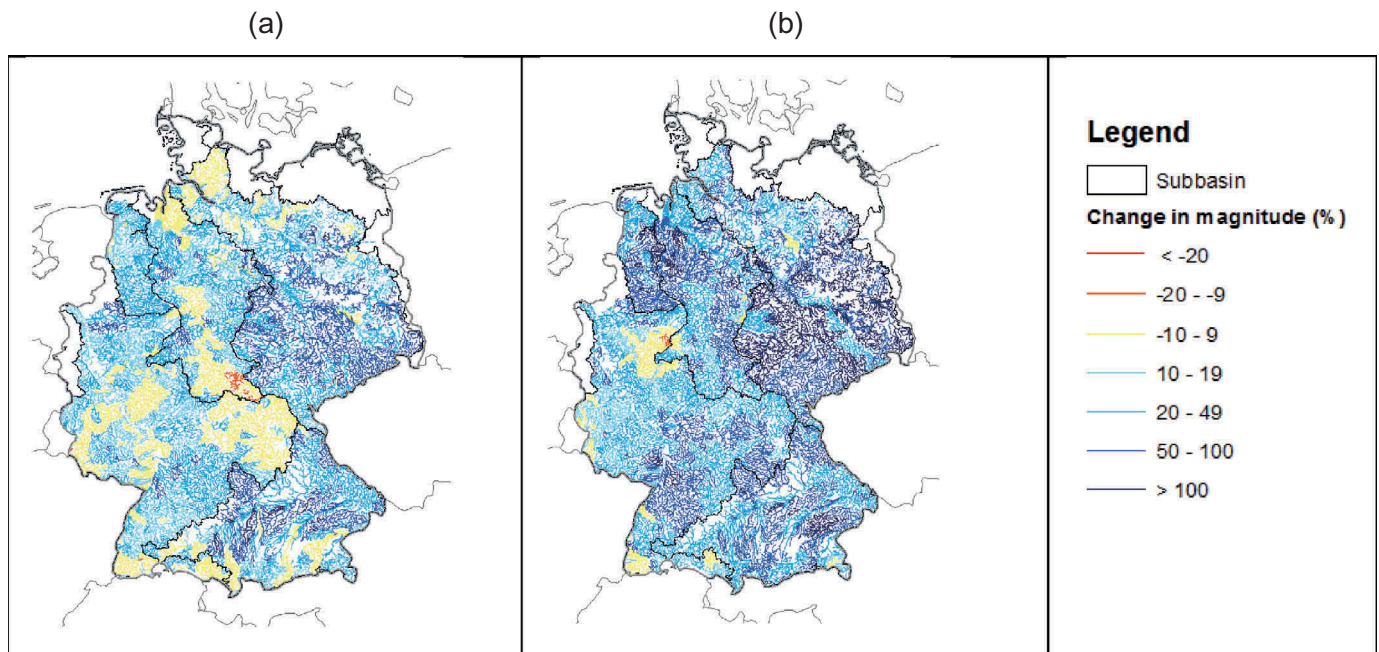 (a)
(b)
Legend
Subbasin
Change in magnitude (%)
< -20
-20 - -9
-10 - 9
10 - 19
20 - 49
50 - 100
> 100